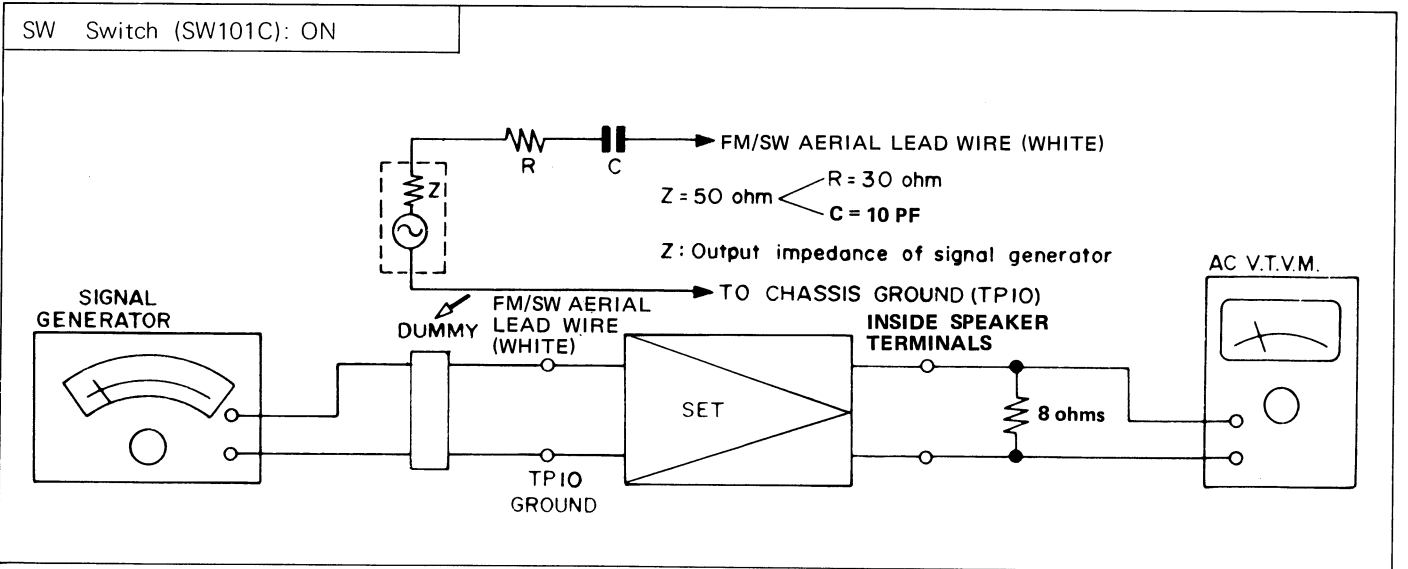 SW Switch (SW101C): ON
R
C
FM/SW AERIAL LEAD WIRE (WHITE)
Z
Z = 50 ohm
R = 30 ohm
C = 10 PF
Z : Output impedance of signal generator
TO CHASSIS GROUND (TP10)
SIGNAL
GENERATOR
DUMMY
FM/SW AERIAL
LEAD WIRE
(WHITE)
INSIDE SPEAKER
TERMINALS
AC V.T.V.M.
SET
8 ohms
TP10
GROUND